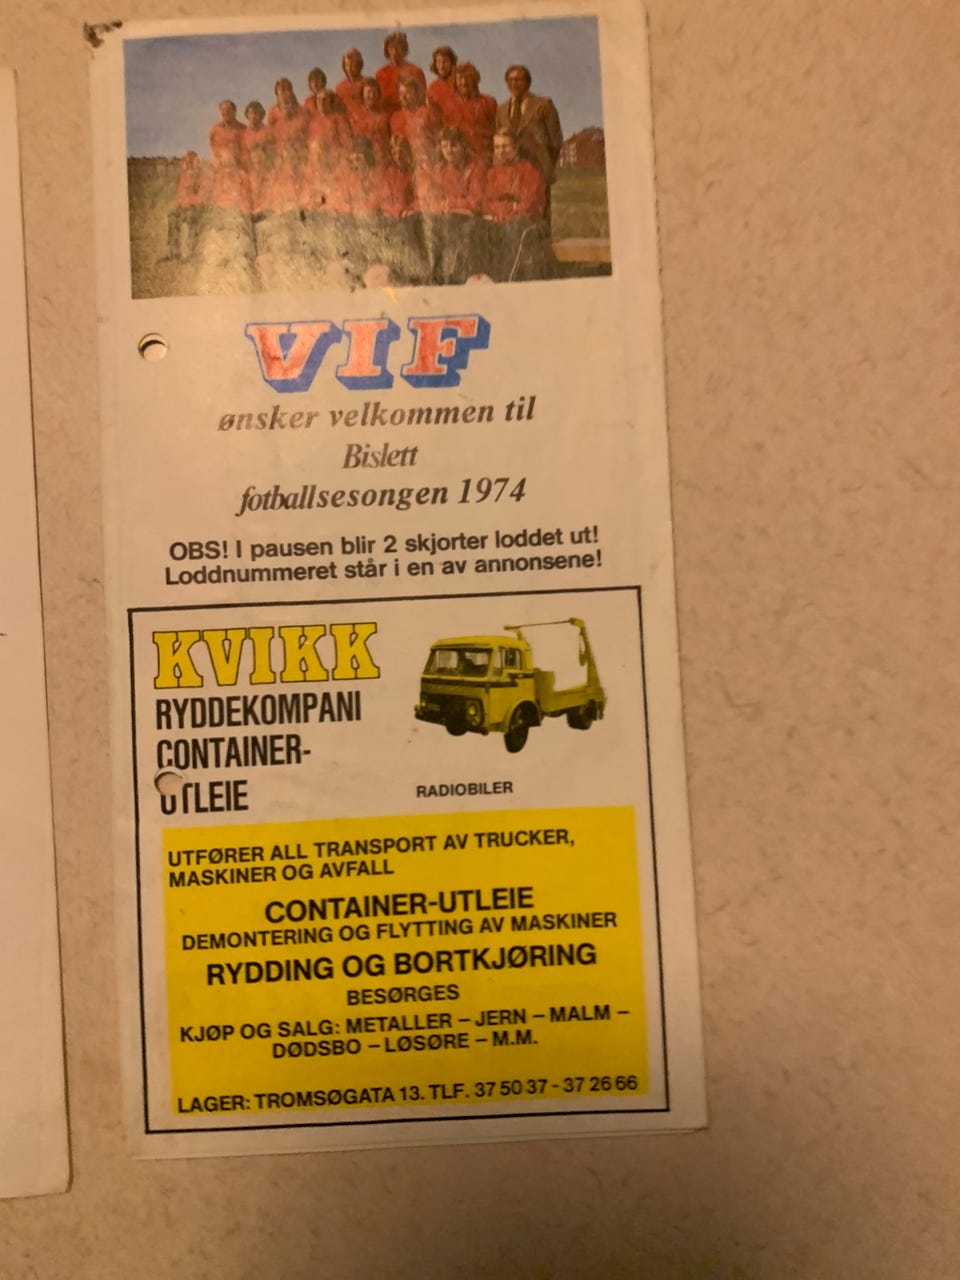 VIF
ønsker velkommen til
Bislett
fotballsesongen 1974
OBS! I pausen blir 2 skjorter loddet ut!
Loddnummeret står i en av annonsene!
KVIKK
RYDDEKOMPANI
CONTAINER-
UTLEIE
RADIOBILER
UTFØRER ALL TRANSPORT AV TRUCKER,
MASKINER OG AVFALL
CONTAINER-UTLEIE
DEMONTERING OG FLYTTING AV MASKINER
RYDDING OG BORTKJØRING
BESØRGES
KJØP OG SALG: METALLER – JERN – MALM –
DØDSBO – LØSØRE – M.M.
LAGER: TROMSØGATA 13. TLF. 37 50 37 - 37 26 66